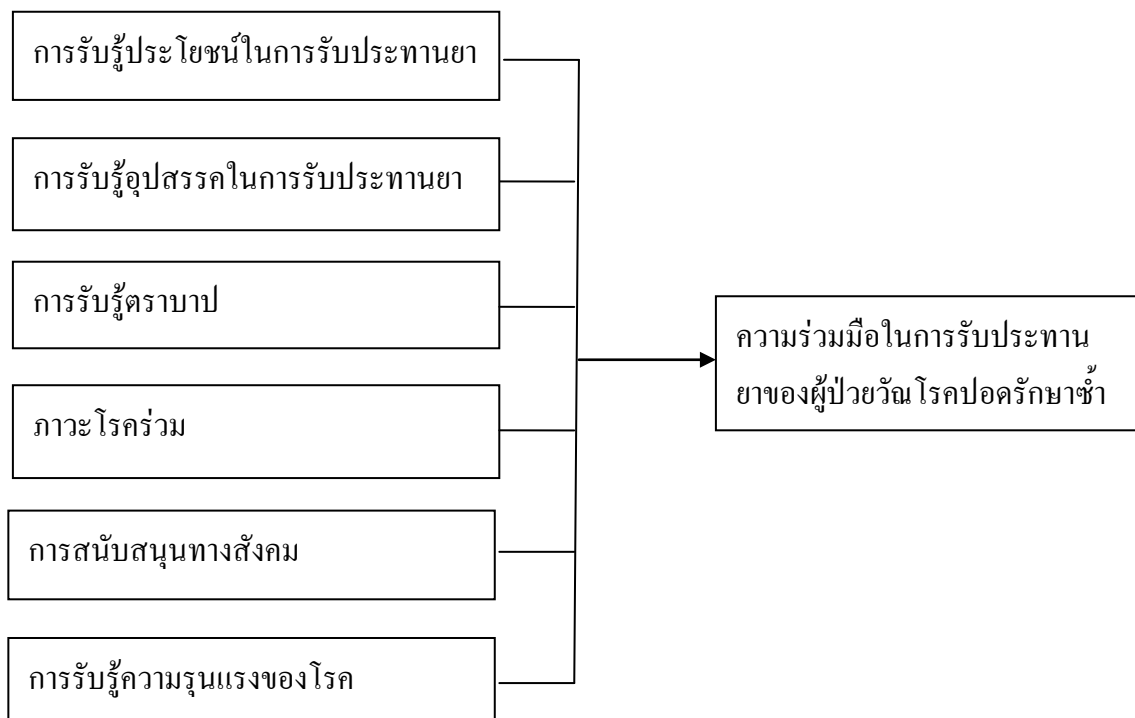 การรับรู้ประโยชน์ในการรับประทานยา
การรับรู้อุปสรรคในการรับประทานยา
การรับรู้ตราบาป
ภาวะโรคร่วม
การสนับสนุนทางสังคม
การรับรู้ความรุนแรงของโรค
ความร่วมมือในการรับประทาน
ยาของผู้ป่วยวัณโรคปอดรักษาซ้ำ